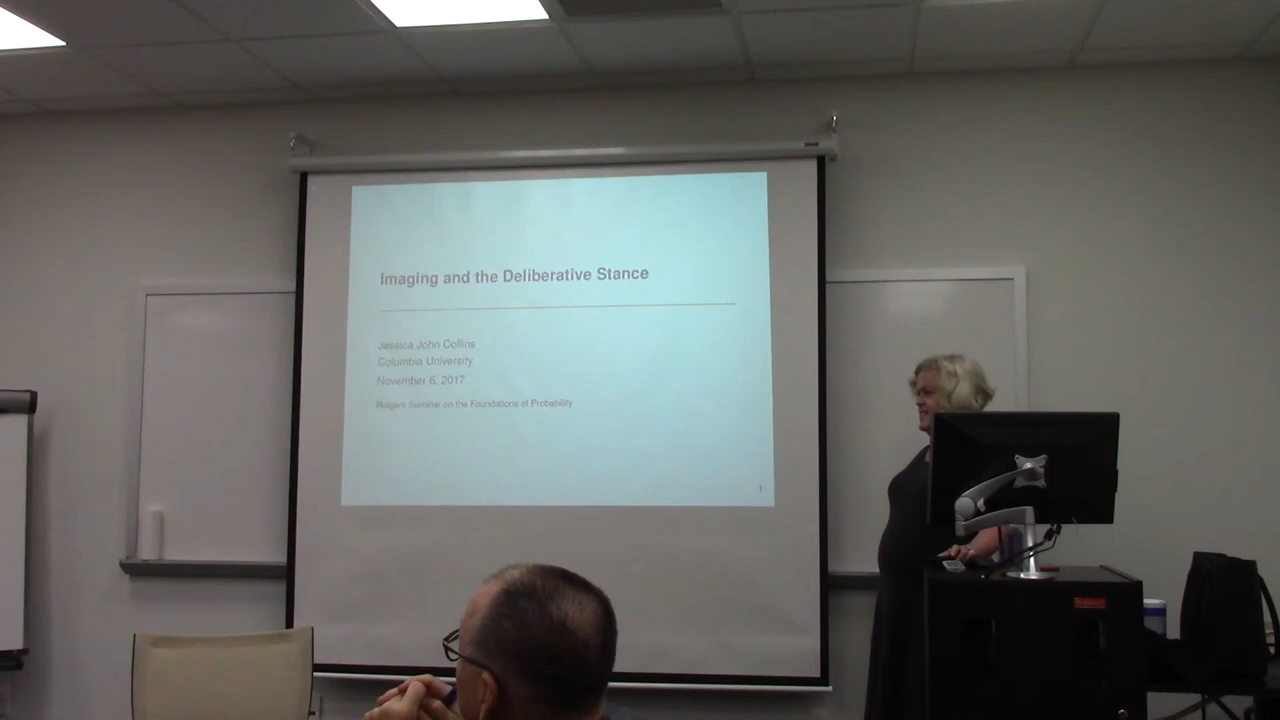 Imaging and the Deliberative Stance
Jessica John Collins
Columbia University
November 6, 2017
Rutgers Seminar on the Foundations of Probability
1